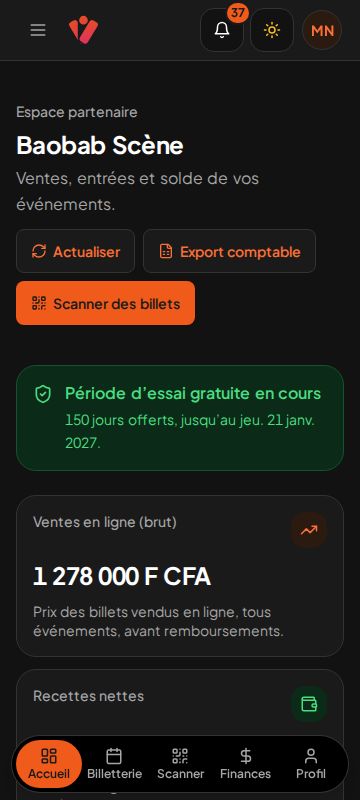 37
MN
Espace partenaire
Baobab Scène
Ventes, entrées et solde de vos
événements.
Actualiser
Export comptable
Scanner des billets
Période d’essai gratuite en cours
150 jours offerts, jusqu’au jeu. 21 janv.
2027.
Ventes en ligne (brut)
1 278 000 F CFA
Prix des billets vendus en ligne, tous
événements, avant remboursements.
Recettes nettes
Accueil
Billetterie
Scanner
Finances
Profil